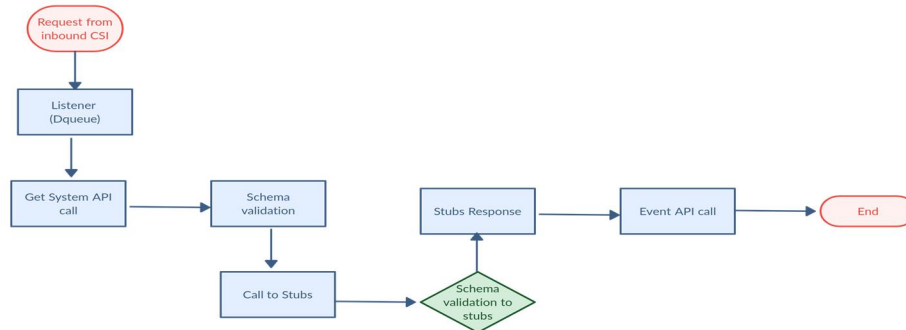 Request from
inbound CSI
Listener
(Dqueue)
Get System API
call
Schema
validation
Call to Stubs
Schema
validation to
stubs
Stubs Response
Event API call
End